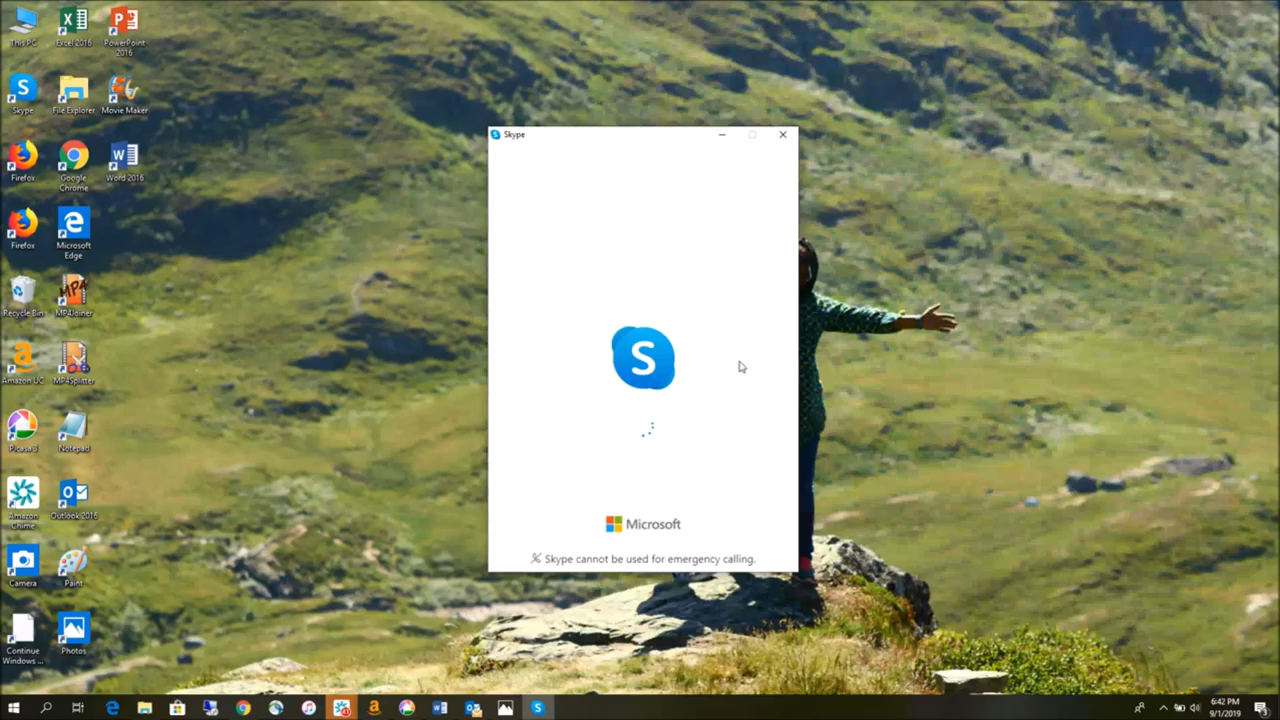 This PC
Excel 2016
PowerPoint
2016
Skype
File Explorer
Movie Maker
Firefox
Google
Chrome
Word 2016
Firefox
Microsoft
Edge
Recycle Bin
MP4Joiner
Amazon UC
MP4Splitter
Picasa 3
Notepad
Amazon
Chime
Outlook 2016
Camera
Paint
Continue
Windows ...
Photos
Skype
S
Microsoft
Skype cannot be used for emergency calling.
6:42 PM
9/1/2019